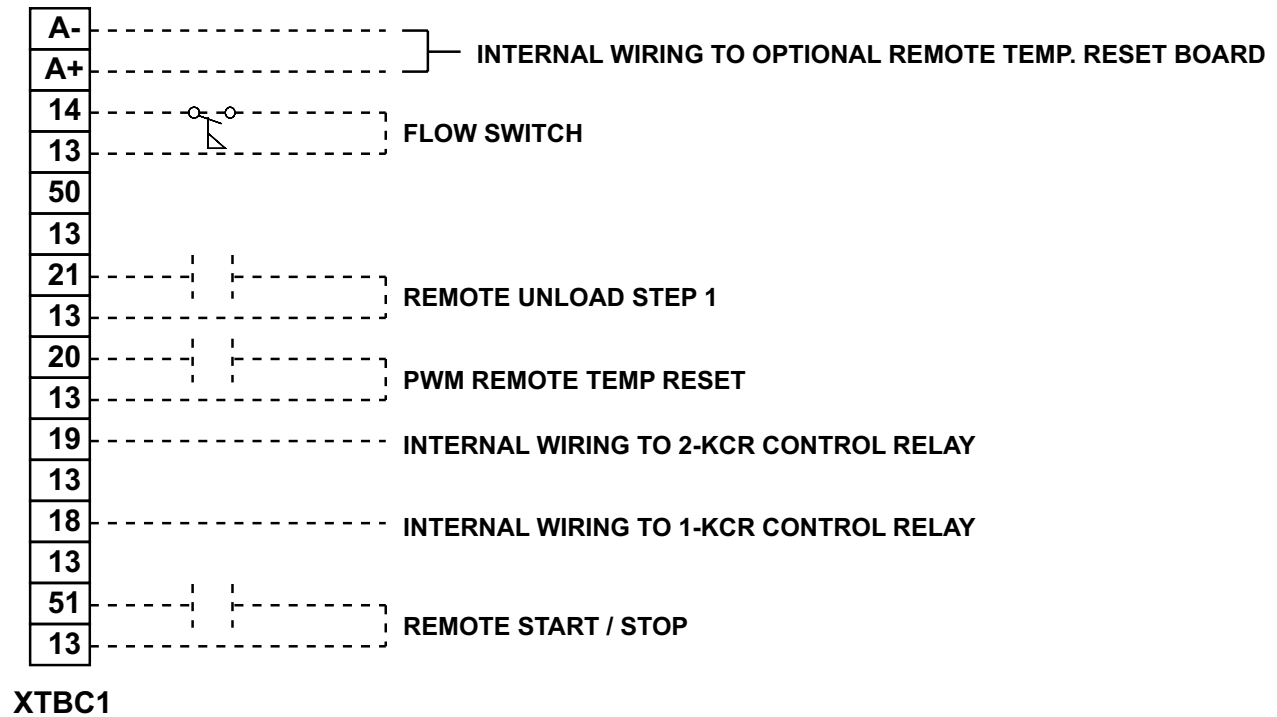 A-
INTERNAL WIRING TO OPTIONAL REMOTE TEMP. RESET BOARD
A+
14
FLOW SWITCH
13
50
13
21
REMOTE UNLOAD STEP 1
13
20
PWM REMOTE TEMP RESET
13
19 INTERNAL WIRING TO 2-KCR CONTROL RELAY
13
18 INTERNAL WIRING TO 1-KCR CONTROL RELAY
13
51
REMOTE START / STOP
13
XTBC1